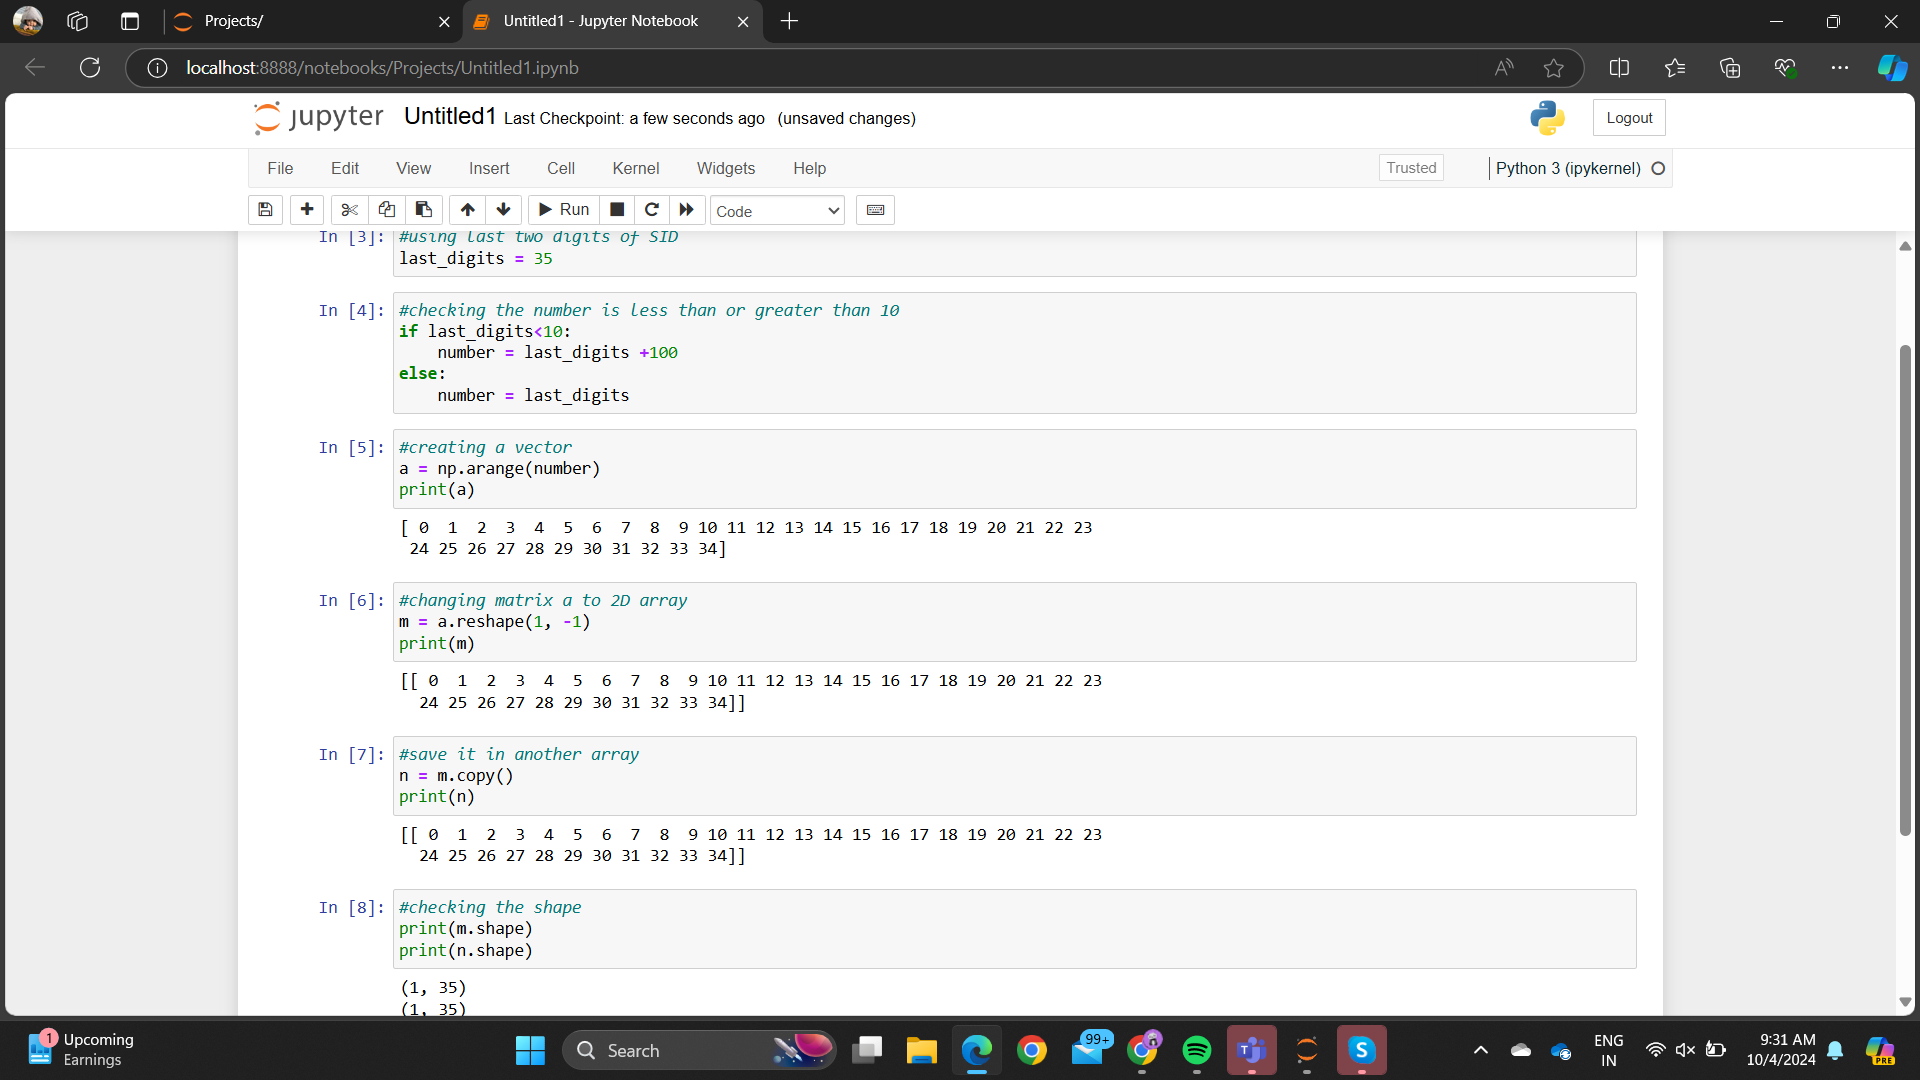 Projects/
Untitled1 - Jupyter Notebook
localhost:8888/notebooks/Projects/Untitled1.ipynb
jupyter Untitled1 Last Checkpoint: a few seconds ago (unsaved changes)
Logout
File Edit View Insert Cell Kernel Widgets Help
Trusted
Python 3 (ipykernel)
Run
Code
In [3]: #using last two digits of SID
last_digits = 35
In [4]: #checking the number is less than or greater than 10
if last_digits<10:
    number = last_digits +100
else:
    number = last_digits
In [5]: #creating a vector
a = np.arange(number)
print(a)
[ 0  1  2  3  4  5  6  7  8  9 10 11 12 13 14 15 16 17 18 19 20 21 22 23
 24 25 26 27 28 29 30 31 32 33 34]
In [6]: #changing matrix a to 2D array
m = a.reshape(1, -1)
print(m)
[[ 0  1  2  3  4  5  6  7  8  9 10 11 12 13 14 15 16 17 18 19 20 21 22 23
  24 25 26 27 28 29 30 31 32 33 34]]
In [7]: #save it in another array
n = m.copy()
print(n)
[[ 0  1  2  3  4  5  6  7  8  9 10 11 12 13 14 15 16 17 18 19 20 21 22 23
  24 25 26 27 28 29 30 31 32 33 34]]
In [8]: #checking the shape
print(m.shape)
print(n.shape)
(1, 35)
(1, 35)
1
Upcoming
Earnings
Search
99+
S
ENG
IN
9:31 AM
10/4/2024
PRE